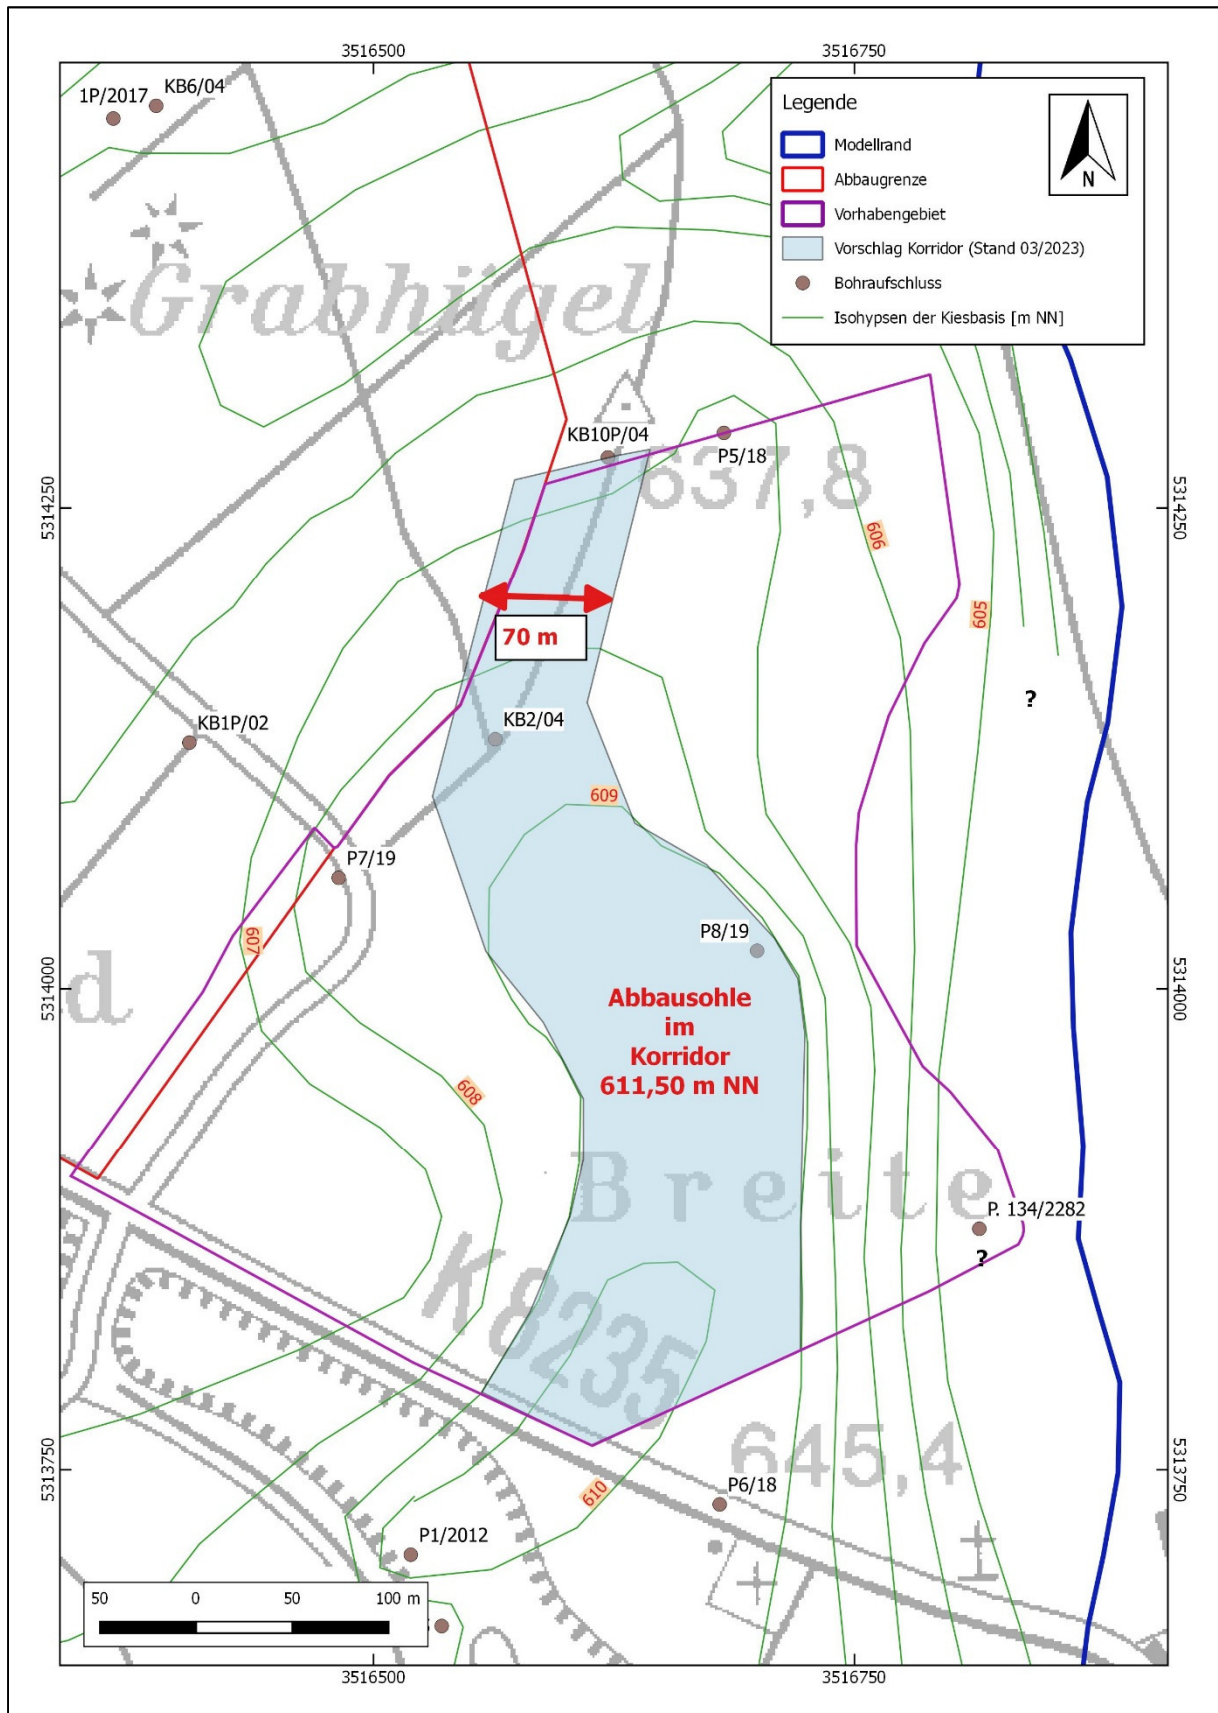 3516500
3516750
1P/2017
KB6/04
Legende
Modellrand
Abbaugrenze
Vorhabengebiet
Vorschlag Korridor (Stand 03/2023)
Bohraufschluss
Isohypsen der Kiesbasis [m NN]
N
Grabhügel
KB10P/04
P5/18
637,8
5314250
5314250
606
605
70 m
?
KB1P/02
KB2/04
609
P7/19
P8/19
607
d
5314000
5314000
Abbausohle
im
Korridor
611,50 m NN
608
Breite
P. 134/2282
?
K8235
645,4
5313750
5313750
610
P6/18
P1/2012
50
0
50
100 m
3516500
3516750